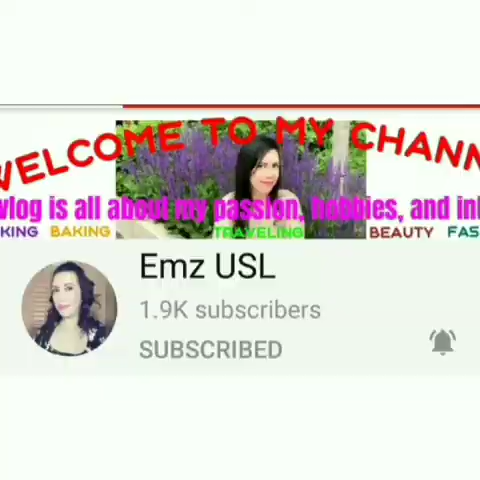 WELCOME TO MY CHANN
vlog is all about my passion, hobbies, and in
KING BAKING TRAVELING BEAUTY FAS
Emz USL
1.9K subscribers
SUBSCRIBED